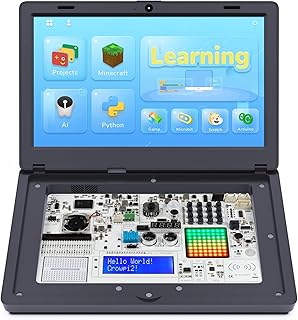 Learning
Projects
Minecraft
AI
Python
Game
Microbit
Scratch
Arduino
Hello World!
Crowpi2!